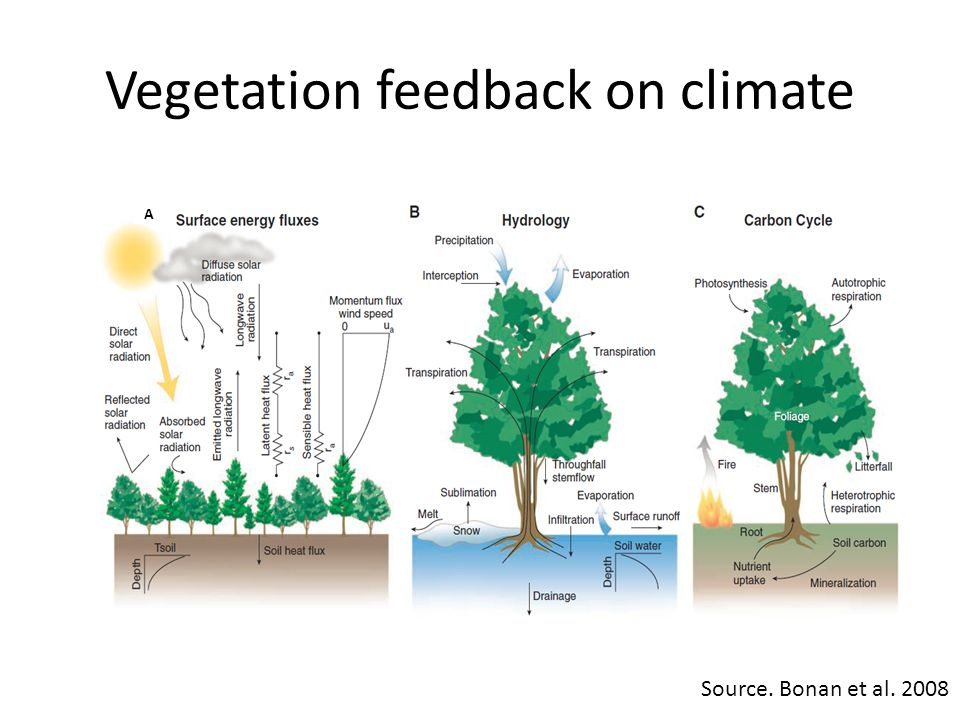 Vegetation feedback on climate
A
Surface energy fluxes
Diffuse solar
radiation
Direct
solar
radiation
Longwave
radiation
Momentum flux
wind speed
0 ua
Reflected
solar
radiation
Absorbed
solar
radiation
Emitted longwave
radiation
Latent heat flux
ra
rs
Sensible heat flux
ra
Tsoil
Depth
Soil heat flux
B
Hydrology
Precipitation
Interception
Evaporation
Transpiration
Transpiration
Throughfall
stemflow
Sublimation
Evaporation
Melt
Snow
Infiltration
Surface runoff
Soil water
Depth
Drainage
C
Carbon Cycle
Photosynthesis
Autotrophic
respiration
Foliage
Fire
Litterfall
Stem
Heterotrophic
respiration
Root
Soil carbon
Nutrient
uptake
Mineralization
Source. Bonan et al. 2008